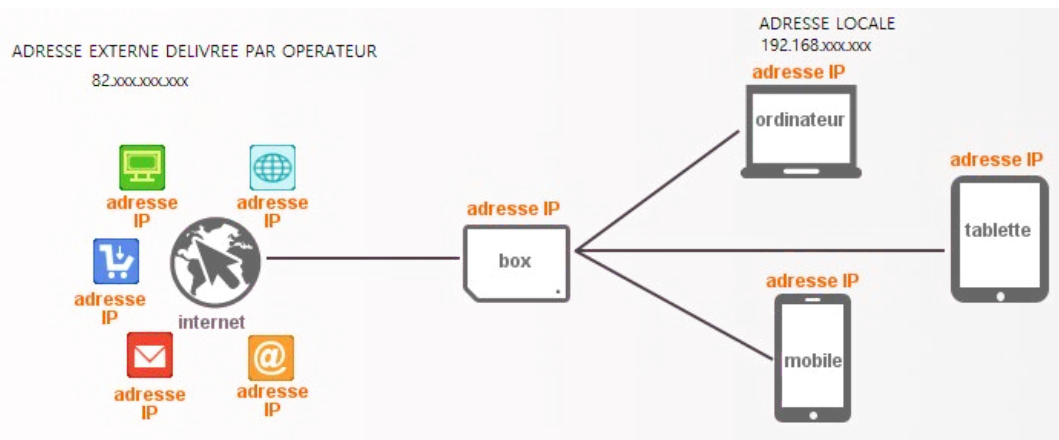 ADRESSE EXTERNE DELIVREE PAR OPERATEUR
82.xxx.xxx.xxx
adresse
IP
adresse
IP
adresse
IP
internet
adresse
IP
adresse
IP
adresse IP
box
ADRESSE LOCALE
192.168.xxx.xxx
adresse IP
ordinateur
adresse IP
tablette
adresse IP
mobile